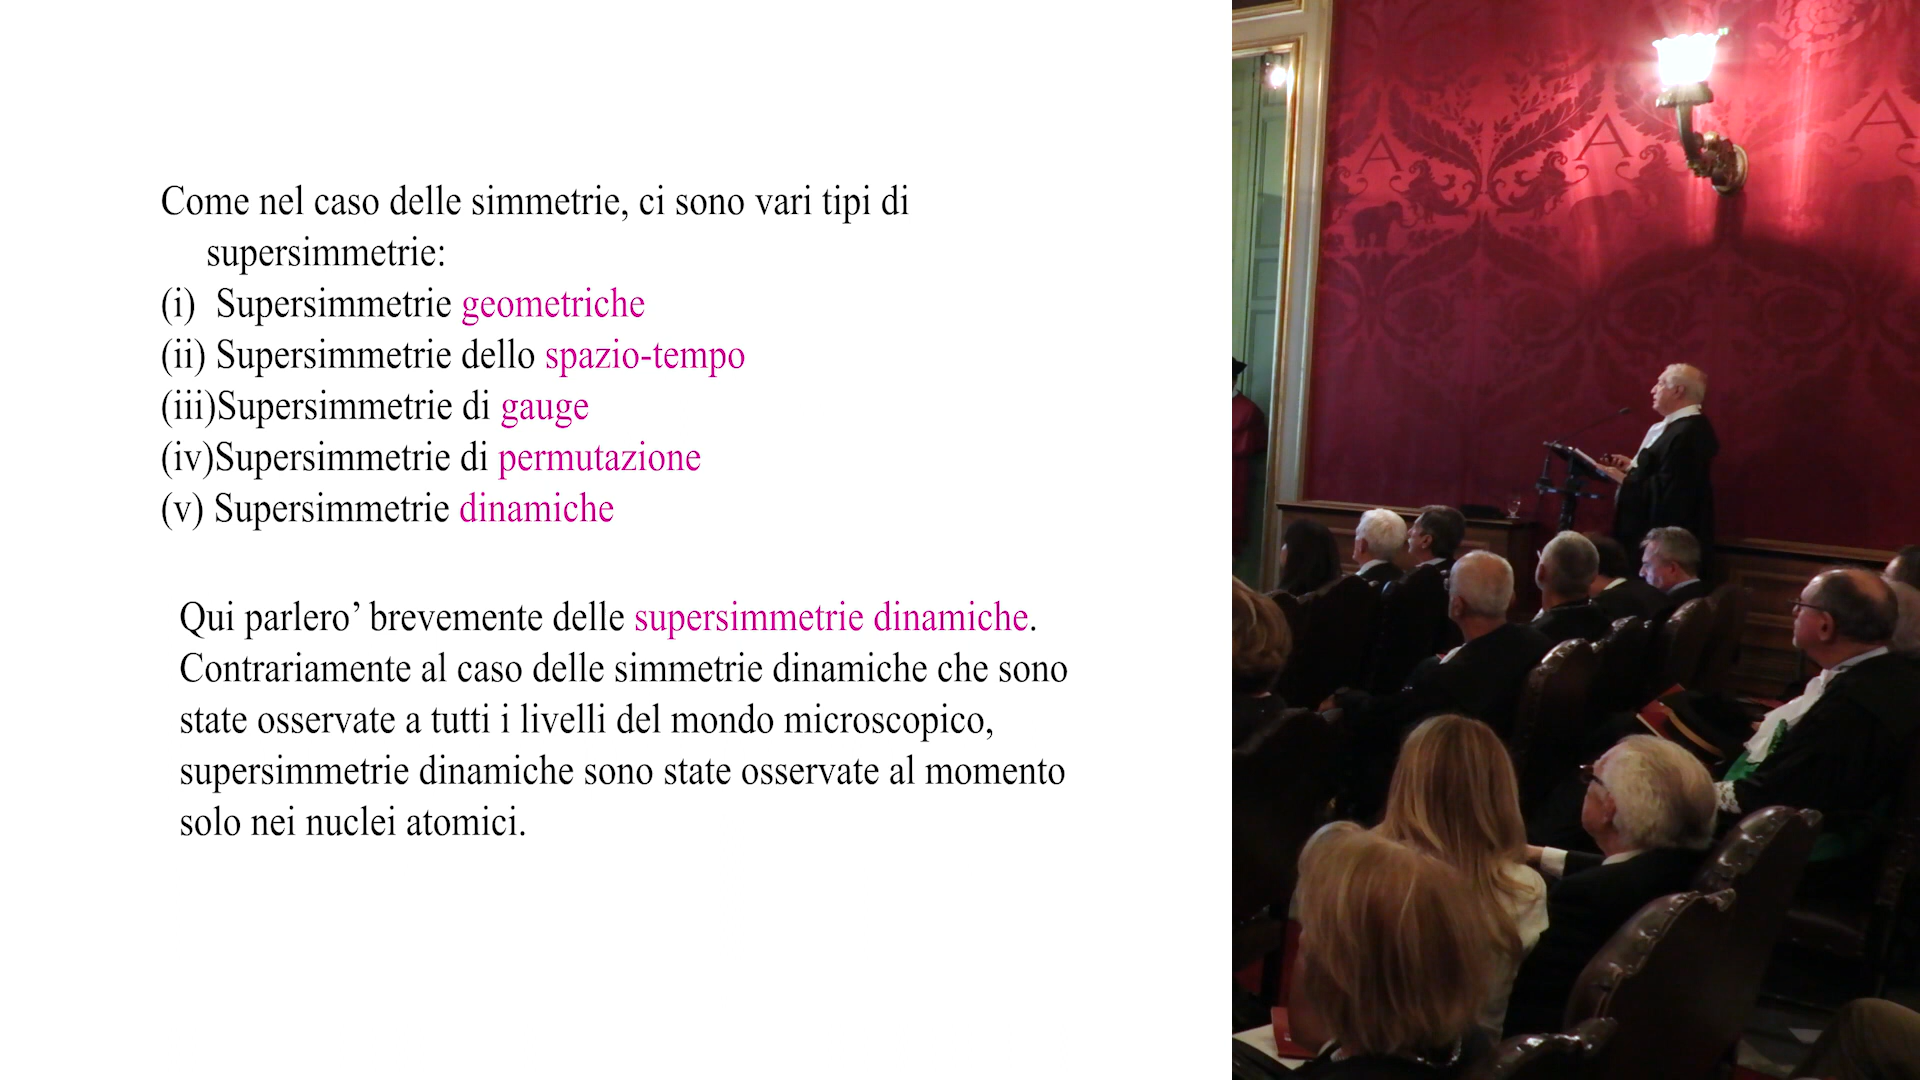 Come nel caso delle simmetrie, ci sono vari tipi di
supersimmetrie:
(i) Supersimmetrie geometriche
(ii) Supersimmetrie dello spazio-tempo
(iii)Supersimmetrie di gauge
(iv)Supersimmetrie di permutazione
(v) Supersimmetrie dinamiche
Qui parlero’ brevemente delle supersimmetrie dinamiche.
Contrariamente al caso delle simmetrie dinamiche che sono
state osservate a tutti i livelli del mondo microscopico,
supersimmetrie dinamiche sono state osservate al momento
solo nei nuclei atomici.
A A A